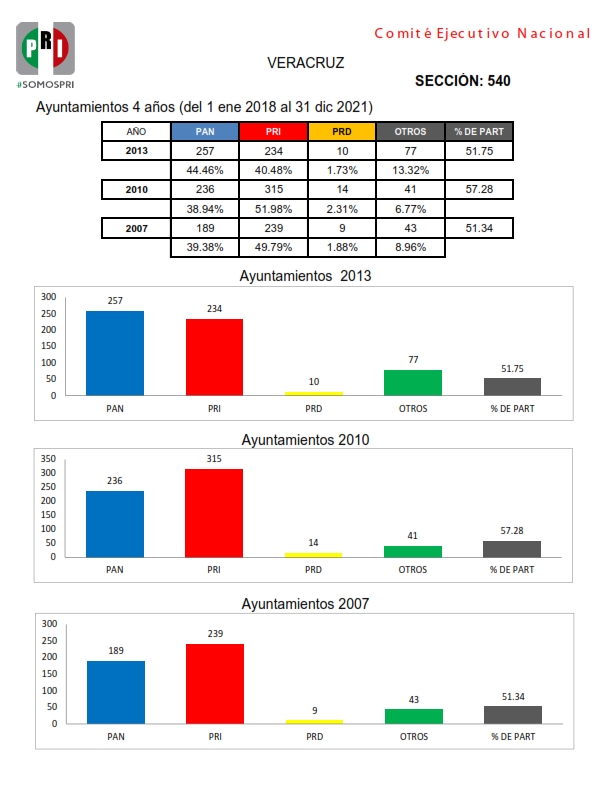 PRI
#SOMOSPRI
Comité Ejecutivo Nacional
VERACRUZ
SECCIÓN: 540
Ayuntamientos 4 años (del 1 ene 2018 al 31 dic 2021)
AÑO PAN PRI PRD OTROS % DE PART
2013 257 234 10 77 51.75
44.46% 40.48% 1.73% 13.32%
2010 236 315 14 41 57.28
38.94% 51.98% 2.31% 6.77%
2007 189 239 9 43 51.34
39.38% 49.79% 1.88% 8.96%
Ayuntamientos 2013
300
250
200
150
100
50
0
257 234 10 77 51.75
PAN PRI PRD OTROS % DE PART
Ayuntamientos 2010
350
300
250
200
150
100
50
0
236 315 14 41 57.28
PAN PRI PRD OTROS % DE PART
Ayuntamientos 2007
300
250
200
150
100
50
0
189 239 9 43 51.34
PAN PRI PRD OTROS % DE PART